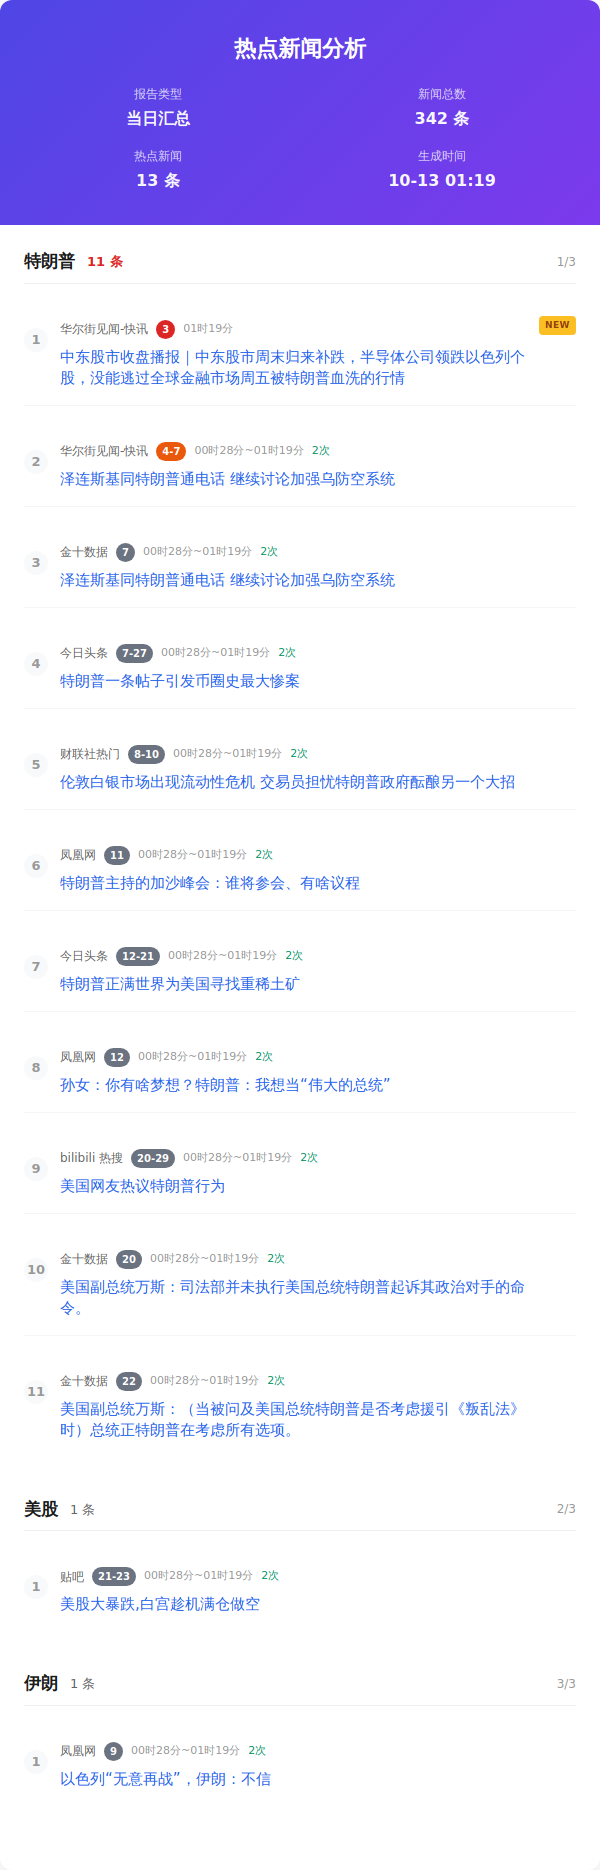 热点新闻分析
报告类型
新闻总数
当日汇总
342 条
热点新闻
生成时间
13 条
10-13 01:19
特朗普 11 条 1/3
1
华尔街见闻-快讯 3 01时19分 NEW
中东股市收盘播报｜中东股市周末归来补跌，半导体公司领跌以色列个
股，没能逃过全球金融市场周五被特朗普血洗的行情
2
华尔街见闻-快讯 4-7 00时28分~01时19分 2次
泽连斯基同特朗普通电话 继续讨论加强乌防空系统
3
金十数据 7 00时28分~01时19分 2次
泽连斯基同特朗普通电话 继续讨论加强乌防空系统
4
今日头条 7-27 00时28分~01时19分 2次
特朗普一条帖子引发币圈史最大惨案
5
财联社热门 8-10 00时28分~01时19分 2次
伦敦白银市场出现流动性危机 交易员担忧特朗普政府酝酿另一个大招
6
凤凰网 11 00时28分~01时19分 2次
特朗普主持的加沙峰会：谁将参会、有啥议程
7
今日头条 12-21 00时28分~01时19分 2次
特朗普正满世界为美国寻找重稀土矿
8
凤凰网 12 00时28分~01时19分 2次
孙女：你有啥梦想？特朗普：我想当“伟大的总统”
9
bilibili 热搜 20-29 00时28分~01时19分 2次
美国网友热议特朗普行为
10
金十数据 20 00时28分~01时19分 2次
美国副总统万斯：司法部并未执行美国总统特朗普起诉其政治对手的命
令。
11
金十数据 22 00时28分~01时19分 2次
美国副总统万斯：（当被问及美国总统特朗普是否考虑援引《叛乱法》
时）总统正特朗普在考虑所有选项。
美股 1 条 2/3
1
贴吧 21-23 00时28分~01时19分 2次
美股大暴跌,白宫趁机满仓做空
伊朗 1 条 3/3
1
凤凰网 9 00时28分~01时19分 2次
以色列“无意再战”，伊朗：不信